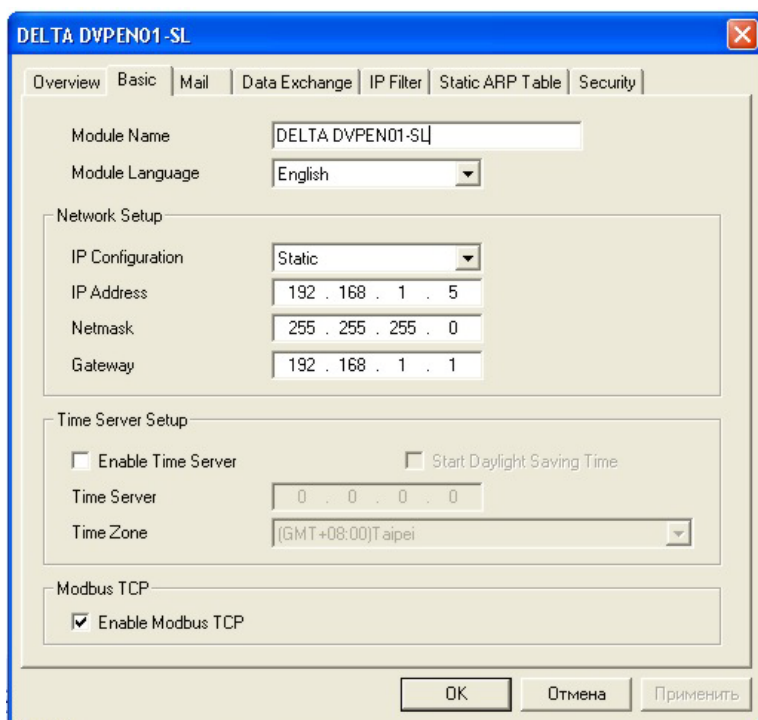 DELTA DVPEN01-SL
Overview Basic Mail Data Exchange IP Filter Static ARP Table Security
Module Name DELTA DVPEN01-SL
Module Language English
Network Setup
IP Configuration Static
IP Address 192 . 168 . 1 . 5
Netmask 255 . 255 . 255 . 0
Gateway 192 . 168 . 1 . 1
Time Server Setup
Enable Time Server Start Daylight Saving Time
Time Server 0 . 0 . 0 . 0
Time Zone (GMT+08:00)Taipei
Modbus TCP
Enable Modbus TCP
OK Отмена Применить